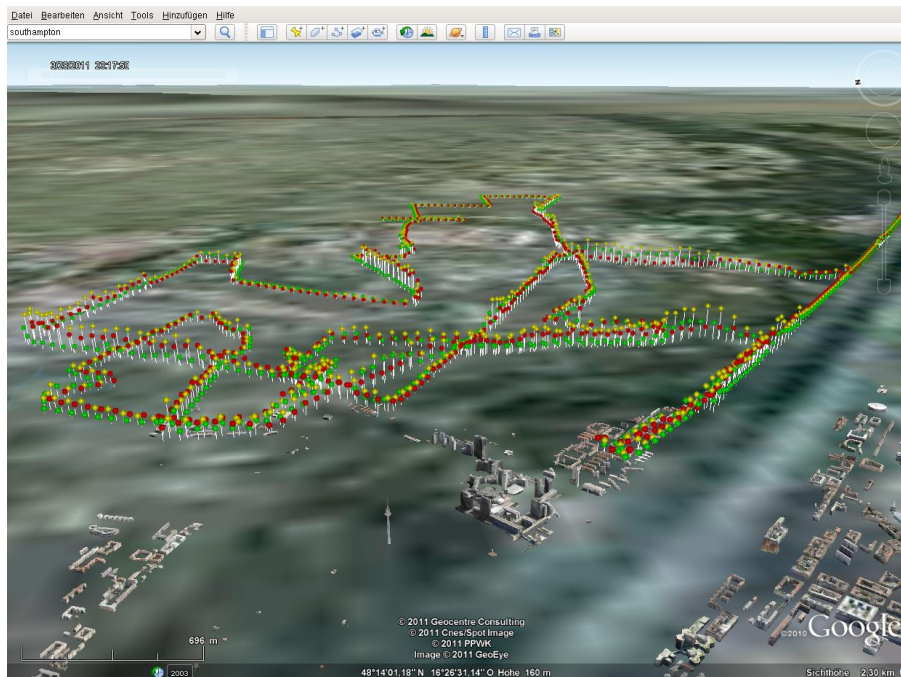 Datei Bearbeiten Ansicht Tools Hinzufügen Hilfe
southampton
N
© 2011 Geocentre Consulting
© 2011 Cnes/Spot Image
© 2011 PPWK
Image © 2011 GeoEye
©2010 Google
696 m
2003
48°14'01,18" N 16°26'31,14" O Höhe 160 m
Sichthöhe 2,30 km